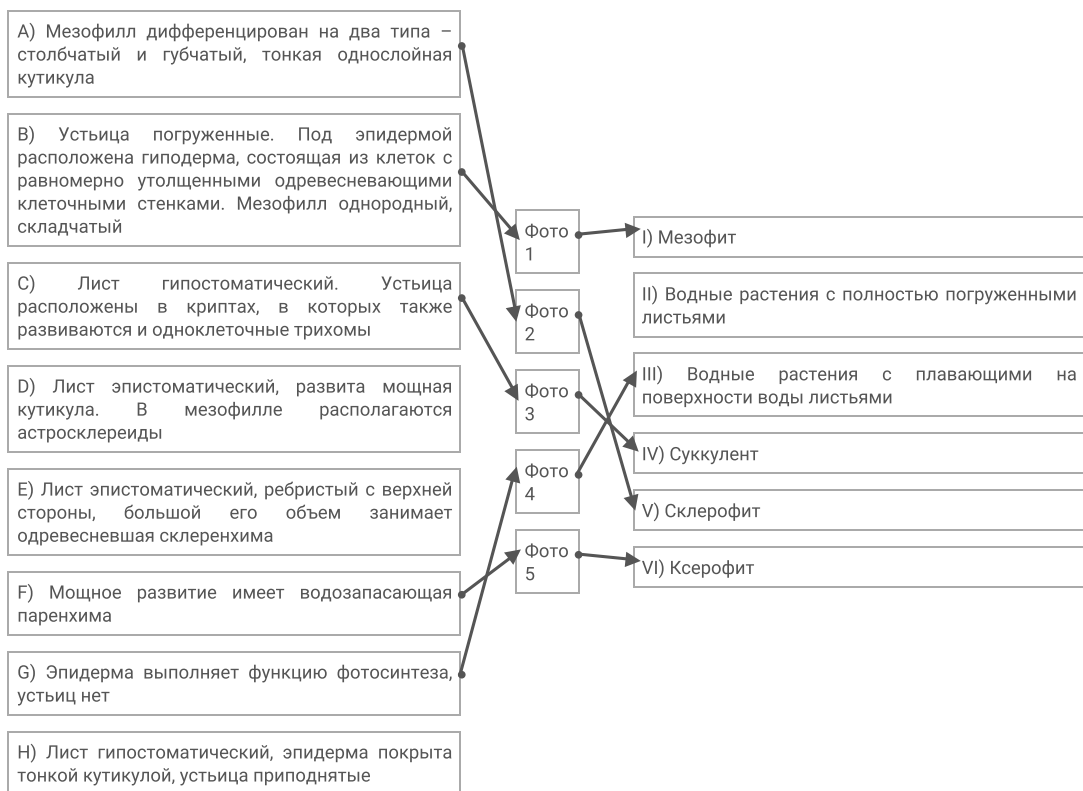 A) Мезофилл дифференцирован на два типа –
столбчатый и губчатый, тонкая однослойная
кутикула
B) Устьица погруженные. Под эпидермой
расположена гиподерма, состоящая из клеток с
равномерно утолщенными одревесневающими
клеточными стенками. Мезофилл однородный,
складчатый
C) Лист гипостоматический. Устьица
расположены в криптах, в которых также
развиваются и одноклеточные трихомы
D) Лист эпистоматический, развита мощная
кутикула. В мезофилле располагаются
астросклереиды
E) Лист эпистоматический, ребристый с верхней
стороны, большой его объем занимает
одревесневшая склеренхима
F) Мощное развитие имеет водозапасающая
паренхима
G) Эпидерма выполняет функцию фотосинтеза,
устьиц нет
H) Лист гипостоматический, эпидерма покрыта
тонкой кутикулой, устьица приподнятые
Фото
1
Фото
2
Фото
3
Фото
4
Фото
5
I) Мезофит
II) Водные растения с полностью погруженными
листьями
III) Водные растения с плавающими на
поверхности воды листьями
IV) Суккулент
V) Склерофит
VI) Ксерофит